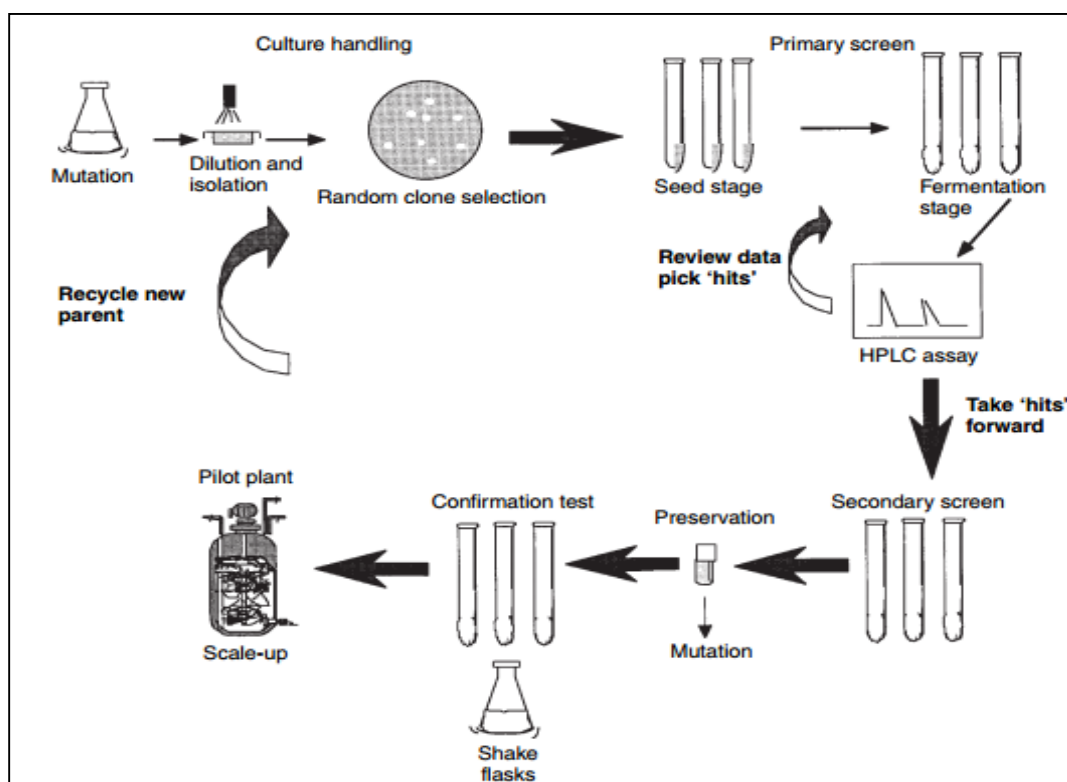 Culture handling
Primary screen
Mutation
Dilution and
isolation
Random clone selection
Seed stage
Fermentation
stage
Recycle new
parent
Review data
pick ‘hits’
HPLC assay
Take ‘hits’
forward
Pilot plant
Confirmation test
Preservation
Secondary screen
Mutation
Scale-up
Shake
flasks